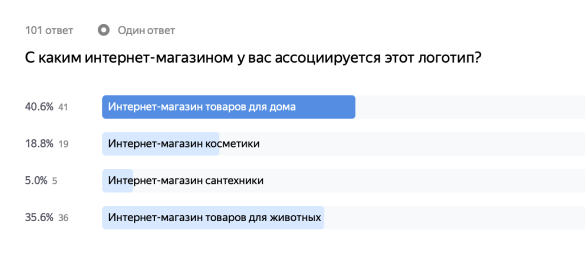 101 ответ Один ответ
С каким интернет-магазином у вас ассоциируется этот логотип?
40.6% 41 Интернет-магазин товаров для дома
18.8% 19 Интернет-магазин косметики
5.0% 5 Интернет-магазин сантехники
35.6% 36 Интернет-магазин товаров для животных